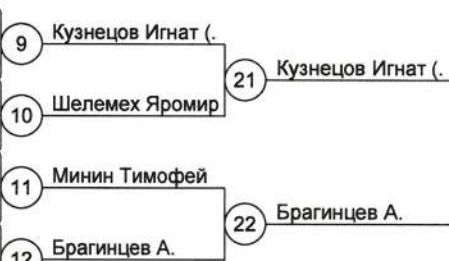 9 Кузнецов Игнат (.
21 Кузнецов Игнат (.
10 Шелемех Яромир
11 Минин Тимофей
22 Брагинцев А.
12 Брагинцев А.